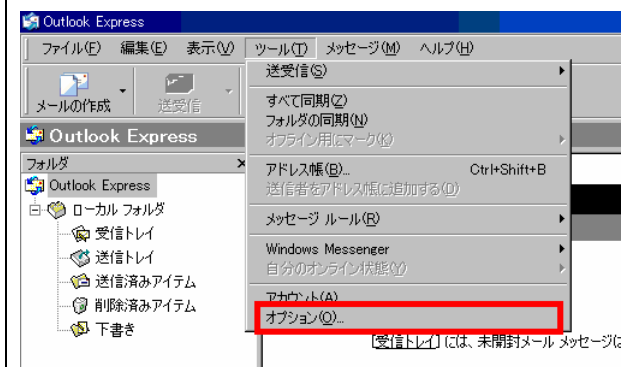 Outlook Express
ファイル(F) 編集(E) 表示(V) ツール(T) メッセージ(M) ヘルプ(H)
メールの作成 送受信
Outlook Express
フォルダ ×
Outlook Express
ローカル フォルダ
受信トレイ
送信トレイ
送信済みアイテム
削除済みアイテム
下書き
送受信(S)
すべて同期(Z)
フォルダの同期(N)
オフライン用にマーク(K)
アドレス帳(B)... Ctrl+Shift+B
送信者をアドレス帳に追加する(D)
メッセージ ルール(R)
Windows Messenger
自分のオンライン状態(Y)
アカウント(A)...
オプション(O)...
[受信トレイ] には、未開封メール メッセージは